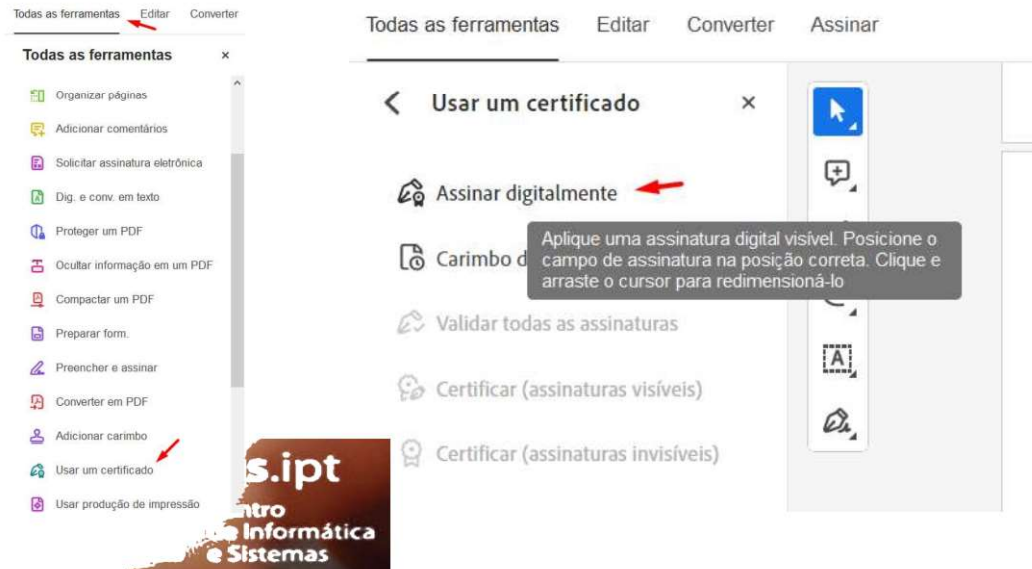 Todas as ferramentas Editar Converter
Todas as ferramentas ×
Organizar páginas
Adicionar comentários
Solicitar assinatura eletrônica
Dig. e conv. em texto
Proteger um PDF
Ocultar informação em um PDF
Compactar um PDF
Preparar form.
Preencher e assinar
Converter em PDF
Adicionar carimbo
Usar um certificado
Usar produção de impressão
s.ipt
ntro
e Informática
e Sistemas
Todas as ferramentas Editar Converter Assinar
Usar um certificado ×
Assinar digitalmente
Carimbo d
Aplique uma assinatura digital visível. Posicione o
campo de assinatura na posição correta. Clique e
arraste o cursor para redimensioná-lo
Validar todas as assinaturas
Certificar (assinaturas visíveis)
Certificar (assinaturas invisíveis)
A